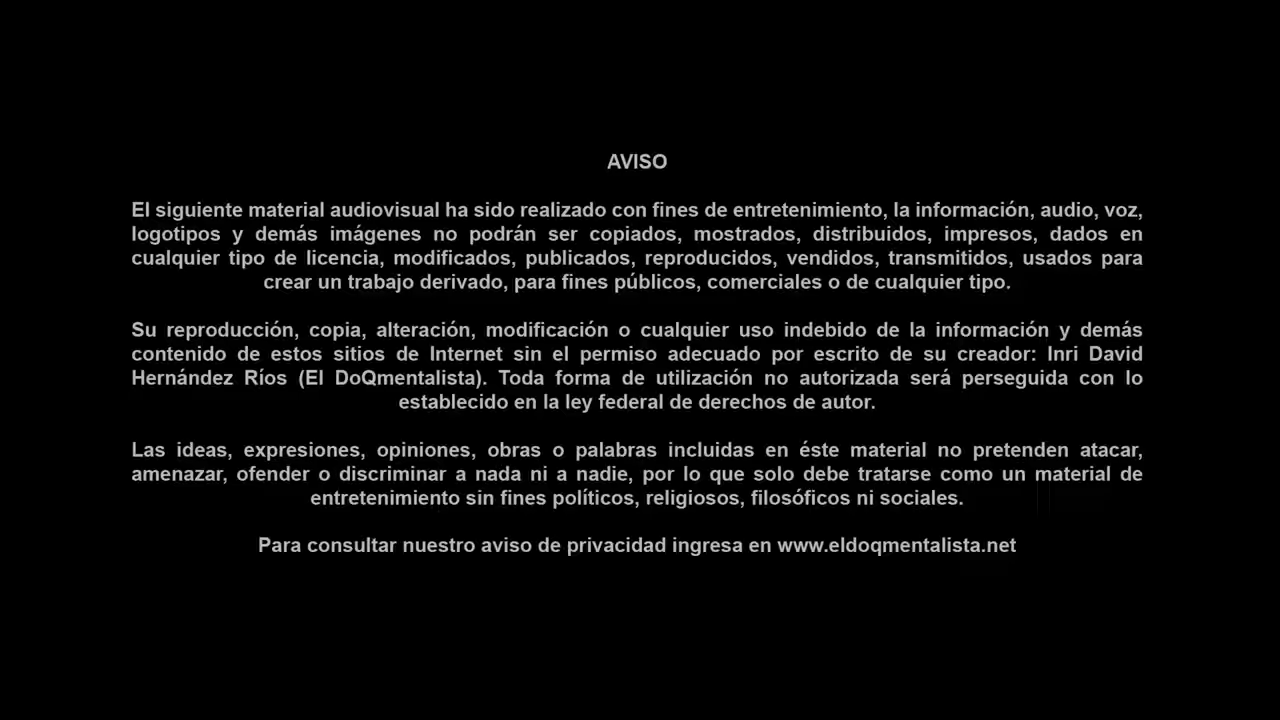 AVISO
El siguiente material audiovisual ha sido realizado con fines de entretenimiento, la información, audio, voz,
logotipos y demás imágenes no podrán ser copiados, mostrados, distribuidos, impresos, dados en
cualquier tipo de licencia, modificados, publicados, reproducidos, vendidos, transmitidos, usados para
crear un trabajo derivado, para fines públicos, comerciales o de cualquier tipo.
Su reproducción, copia, alteración, modificación o cualquier uso indebido de la información y demás
contenido de estos sitios de Internet sin el permiso adecuado por escrito de su creador: Inri David
Hernández Ríos (El DoQmentalista). Toda forma de utilización no autorizada será perseguida con lo
establecido en la ley federal de derechos de autor.
Las ideas, expresiones, opiniones, obras o palabras incluidas en éste material no pretenden atacar,
amenazar, ofender o discriminar a nada ni a nadie, por lo que solo debe tratarse como un material de
entretenimiento sin fines políticos, religiosos, filosóficos ni sociales.
Para consultar nuestro aviso de privacidad ingresa en www.eldoqmentalista.net